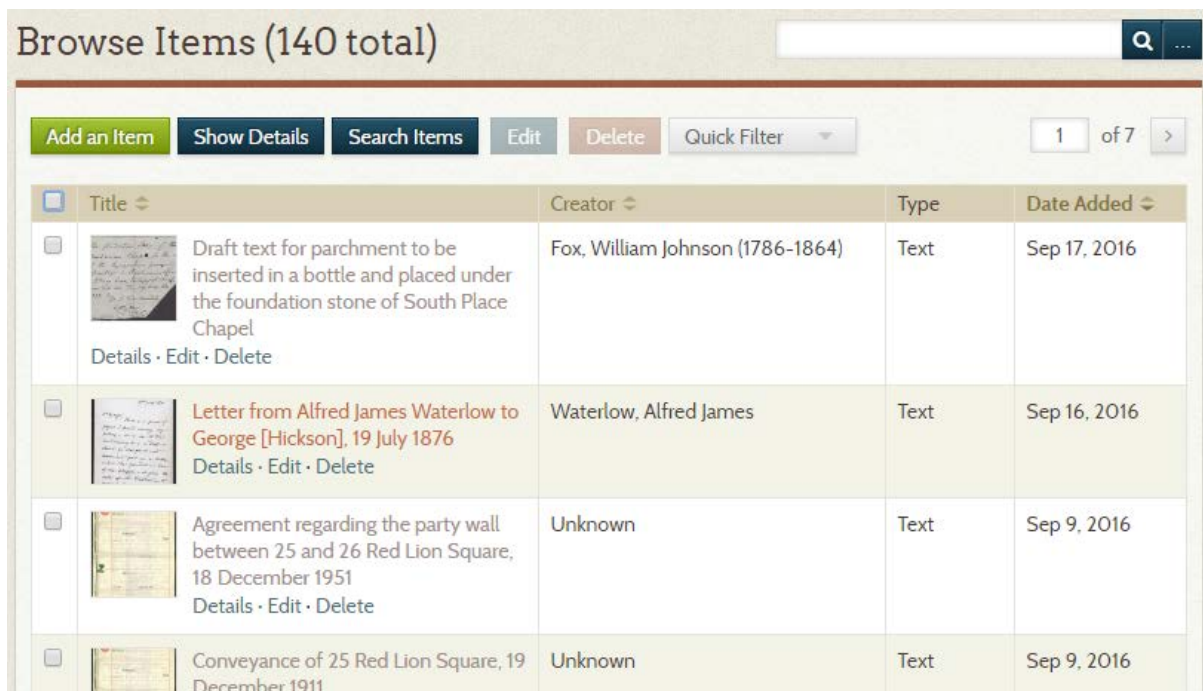 Browse Items (140 total)
...
Add an Item
Show Details
Search Items
Edit
Delete
Quick Filter
1
of 7
>
Title
Creator
Type
Date Added
Draft text for parchment to be
inserted in a bottle and placed under
the foundation stone of South Place
Chapel
Details · Edit · Delete
Fox, William Johnson (1786-1864)
Text
Sep 17, 2016
Letter from Alfred James Waterlow to
George [Hickson], 19 July 1876
Details · Edit · Delete
Waterlow, Alfred James
Text
Sep 16, 2016
Agreement regarding the party wall
between 25 and 26 Red Lion Square,
18 December 1951
Details · Edit · Delete
Unknown
Text
Sep 9, 2016
Conveyance of 25 Red Lion Square, 19
December 1911
Unknown
Text
Sep 9, 2016